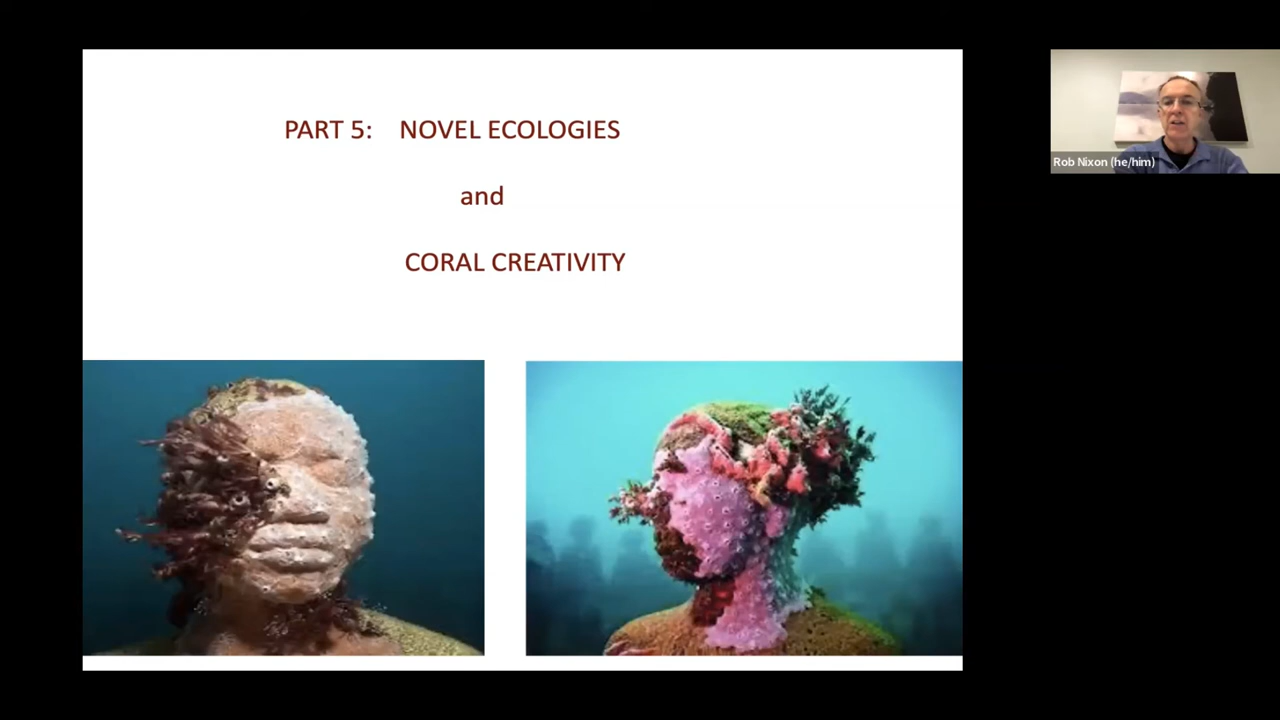 PART 5: NOVEL ECOLOGIES
and
CORAL CREATIVITY
Rob Nixon (he/him)